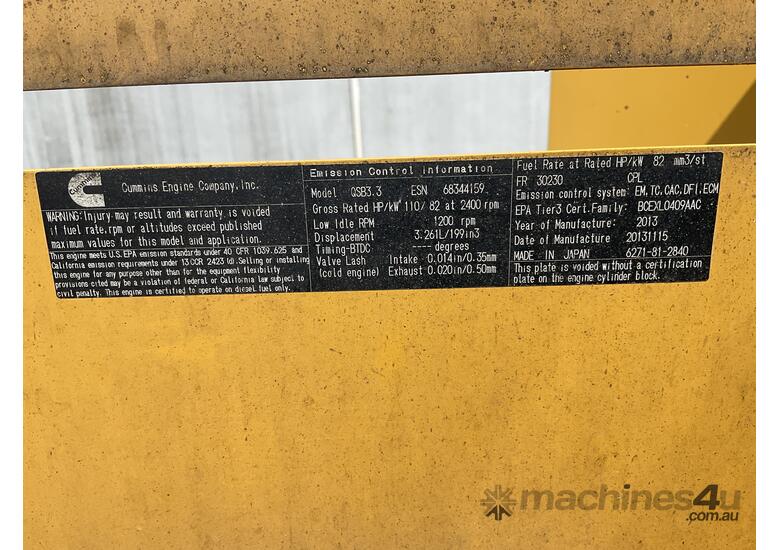 Cummins
Cummins Engine Company, Inc.
WARNING: Injury may result and warranty is voided
if fuel rate, rpm or altitudes exceed published
maximum values for this model and application.
This engine meets U.S.EPA emission standards under 40 CFR 1039.625 and
California emission requirements under 13 CCR 2423 (d). Selling or installing
this engine for any purpose other than for the equipment flexibility
provisions cited may be a violation of federal or California law subject to
civil penalty. This engine is certified to operate on diesel fuel only.
Emission Control Information
Model QSB3.3 ESN 68344159
Gross Rated HP/kW 110/ 82 at 2400 rpm
Low Idle RPM 1200 rpm
Displacement 3.261L/199in3
Timing-BTDC ---- degrees
Valve Lash Intake 0.014in/0.35mm
(cold engine) Exhaust 0.020in/0.50mm
Fuel Rate at Rated HP/kW 82 mm3/st
FR 30230 CPL
Emission control system: EM,TC,CAC,DFI,ECM
EPA Tier3 Cert.Family: BCEXL0409AAC
Year of Manufacture: 2013
Date of Manufacture 20131115
MADE IN JAPAN 6271-81-2840
This plate is voided without a certification
plate on the engine cylinder block.
machines4u
.com.au